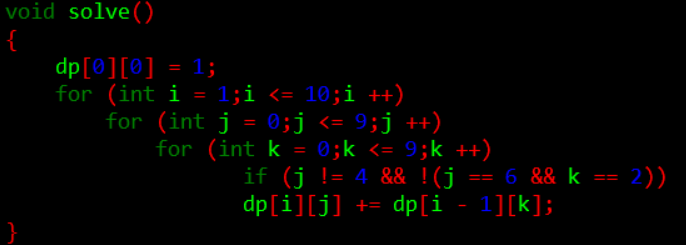 void solve()
{
    dp[0][0] = 1;
    for (int i = 1;i <= 10;i ++)
        for (int j = 0;j <= 9;j ++)
            for (int k = 0;k <= 9;k ++)
                   if (j != 4 && !(j == 6 && k == 2))
                   dp[i][j] += dp[i - 1][k];
}